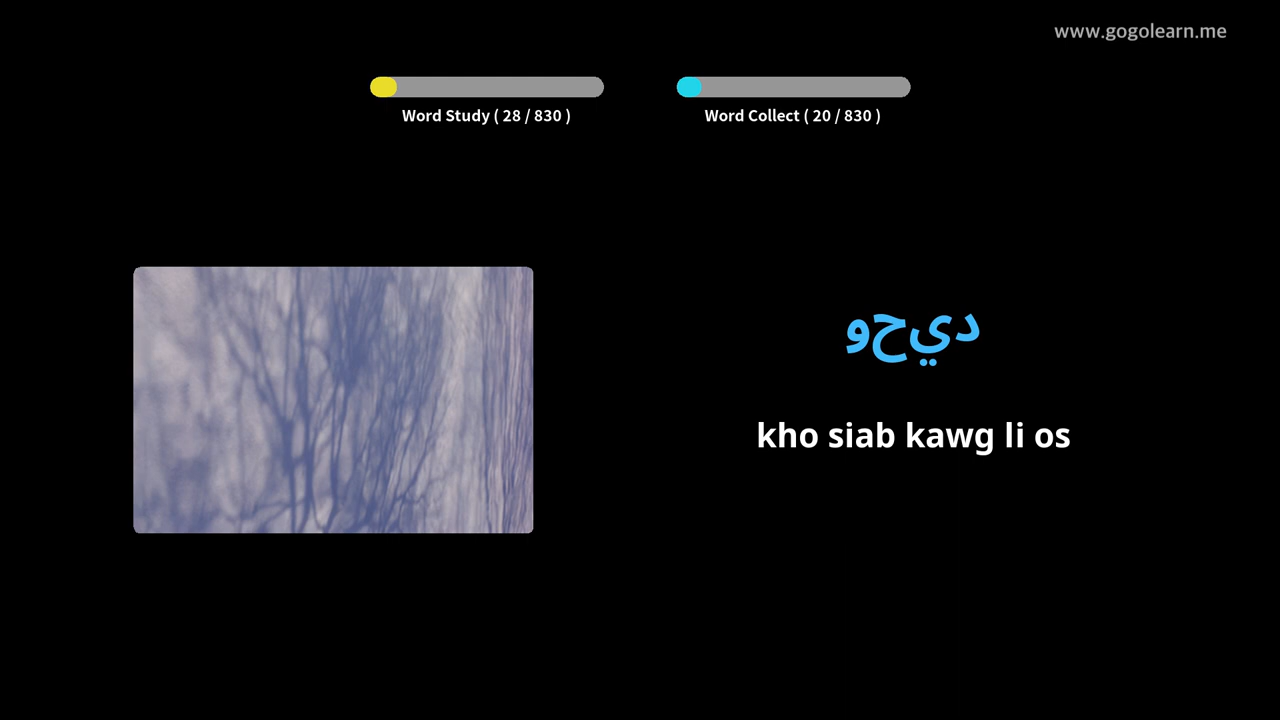 www.gogolearn.me
Word Study ( 28 / 830 )
Word Collect ( 20 / 830 )
ديحو
kho siab kawg li os